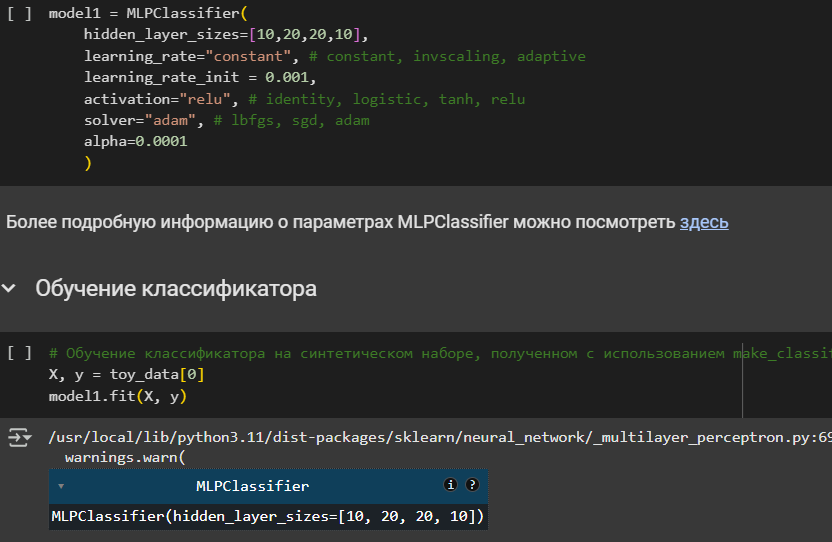 [ ] model1 = MLPClassifier(
hidden_layer_sizes=[10,20,20,10],
learning_rate="constant", # constant, invscaling, adaptive
learning_rate_init = 0.001,
activation="relu", # identity, logistic, tanh, relu
solver="adam", # lbfgs, sgd, adam
alpha=0.0001
)
Более подробную информацию о параметрах MLPClassifier можно посмотреть здесь
Обучение классификатора
[ ] # Обучение классификатора на синтетическом наборе, полученном с использованием make_classif
X, y = toy_data[0]
model1.fit(X, y)
/usr/local/lib/python3.11/dist-packages/sklearn/neural_network/_multilayer_perceptron.py:69
warnings.warn(
MLPClassifier i ?
MLPClassifier(hidden_layer_sizes=[10, 20, 20, 10])